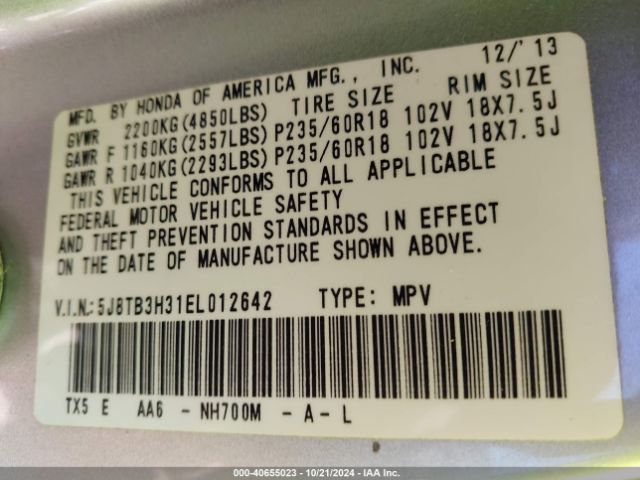 MFD. BY HONDA OF AMERICA MFG., INC. 12/'13
GVWR 2200KG(4850LBS) TIRE SIZE RIM SIZE
GAWR F 1160KG(2557LBS) P235/60R18 102V 18X7.5J
GAWR R 1040KG(2293LBS) P235/60R18 102V 18X7.5J
THIS VEHICLE CONFORMS TO ALL APPLICABLE
FEDERAL MOTOR VEHICLE SAFETY
AND THEFT PREVENTION STANDARDS IN EFFECT
ON THE DATE OF MANUFACTURE SHOWN ABOVE.
V.I.N.: 5J8TB3H31EL012642 TYPE: MPV
TX5 E AA6 - NH700M - A - L
000-40655023 - 10/21/2024 - IAA Inc.